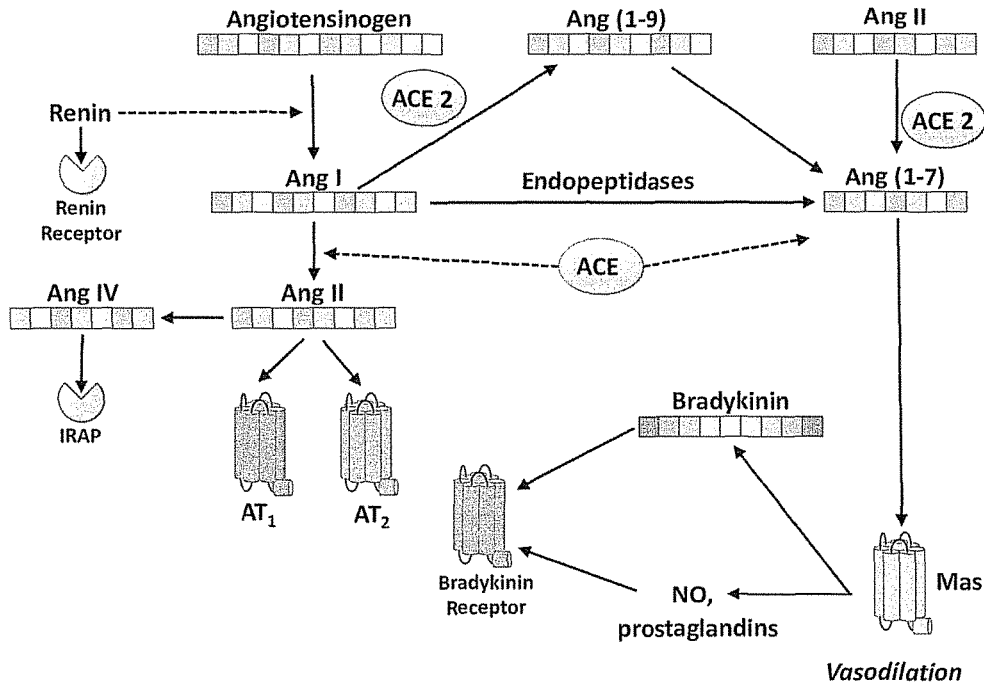 Angiotensinogen
Ang (1-9)
Ang II
ACE 2
ACE 2
Renin
Ang I
Endopeptidases
Ang (1-7)
Renin
Receptor
ACE
Ang IV
Ang II
IRAP
Bradykinin
AT₁
AT₂
Bradykinin
Receptor
NO,
prostaglandins
Mas
Vasodilation